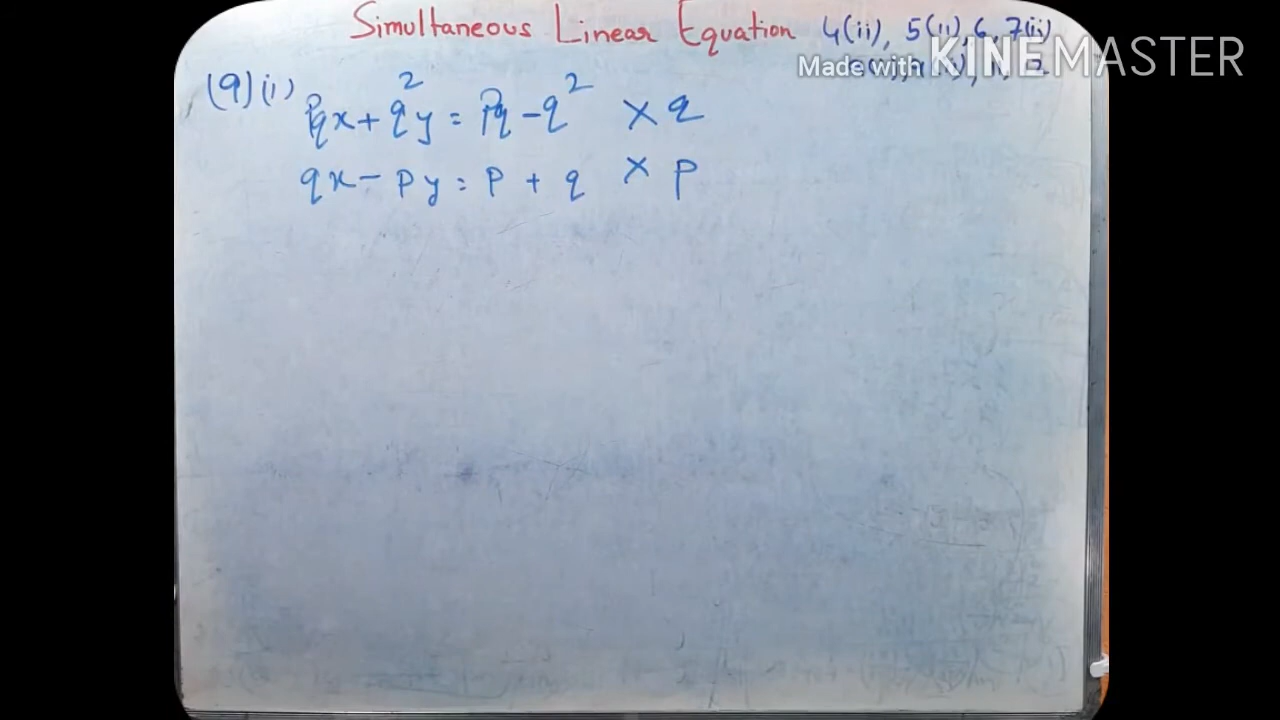 Simultaneous Linear Equation 4(ii), 5(ii), 6, 7(ii)
Made with KINEMASTER
(9)(i) pqx + q²y = pq - q² × q
qx - py = p + q × p